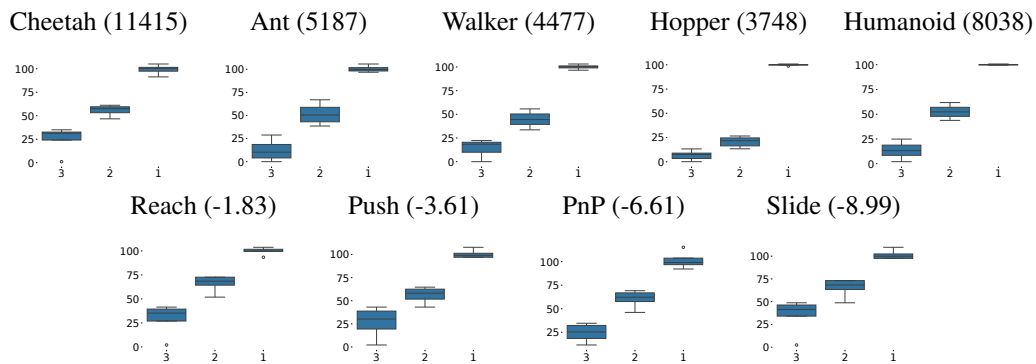 Cheetah (11415) Ant (5187) Walker (4477) Hopper (3748) Humanoid (8038)
100 100 100 100 100
75 75 75 75 75
50 50 50 50 50
25 25 25 25 25
0 0 0 0 0
3 2 1 3 2 1 3 2 1 3 2 1 3 2 1
Reach (-1.83) Push (-3.61) PnP (-6.61) Slide (-8.99)
100 100 100 100
75 75 75 75
50 50 50 50
25 25 25 25
0 0 0 0
3 2 1 3 2 1 3 2 1 3 2 1